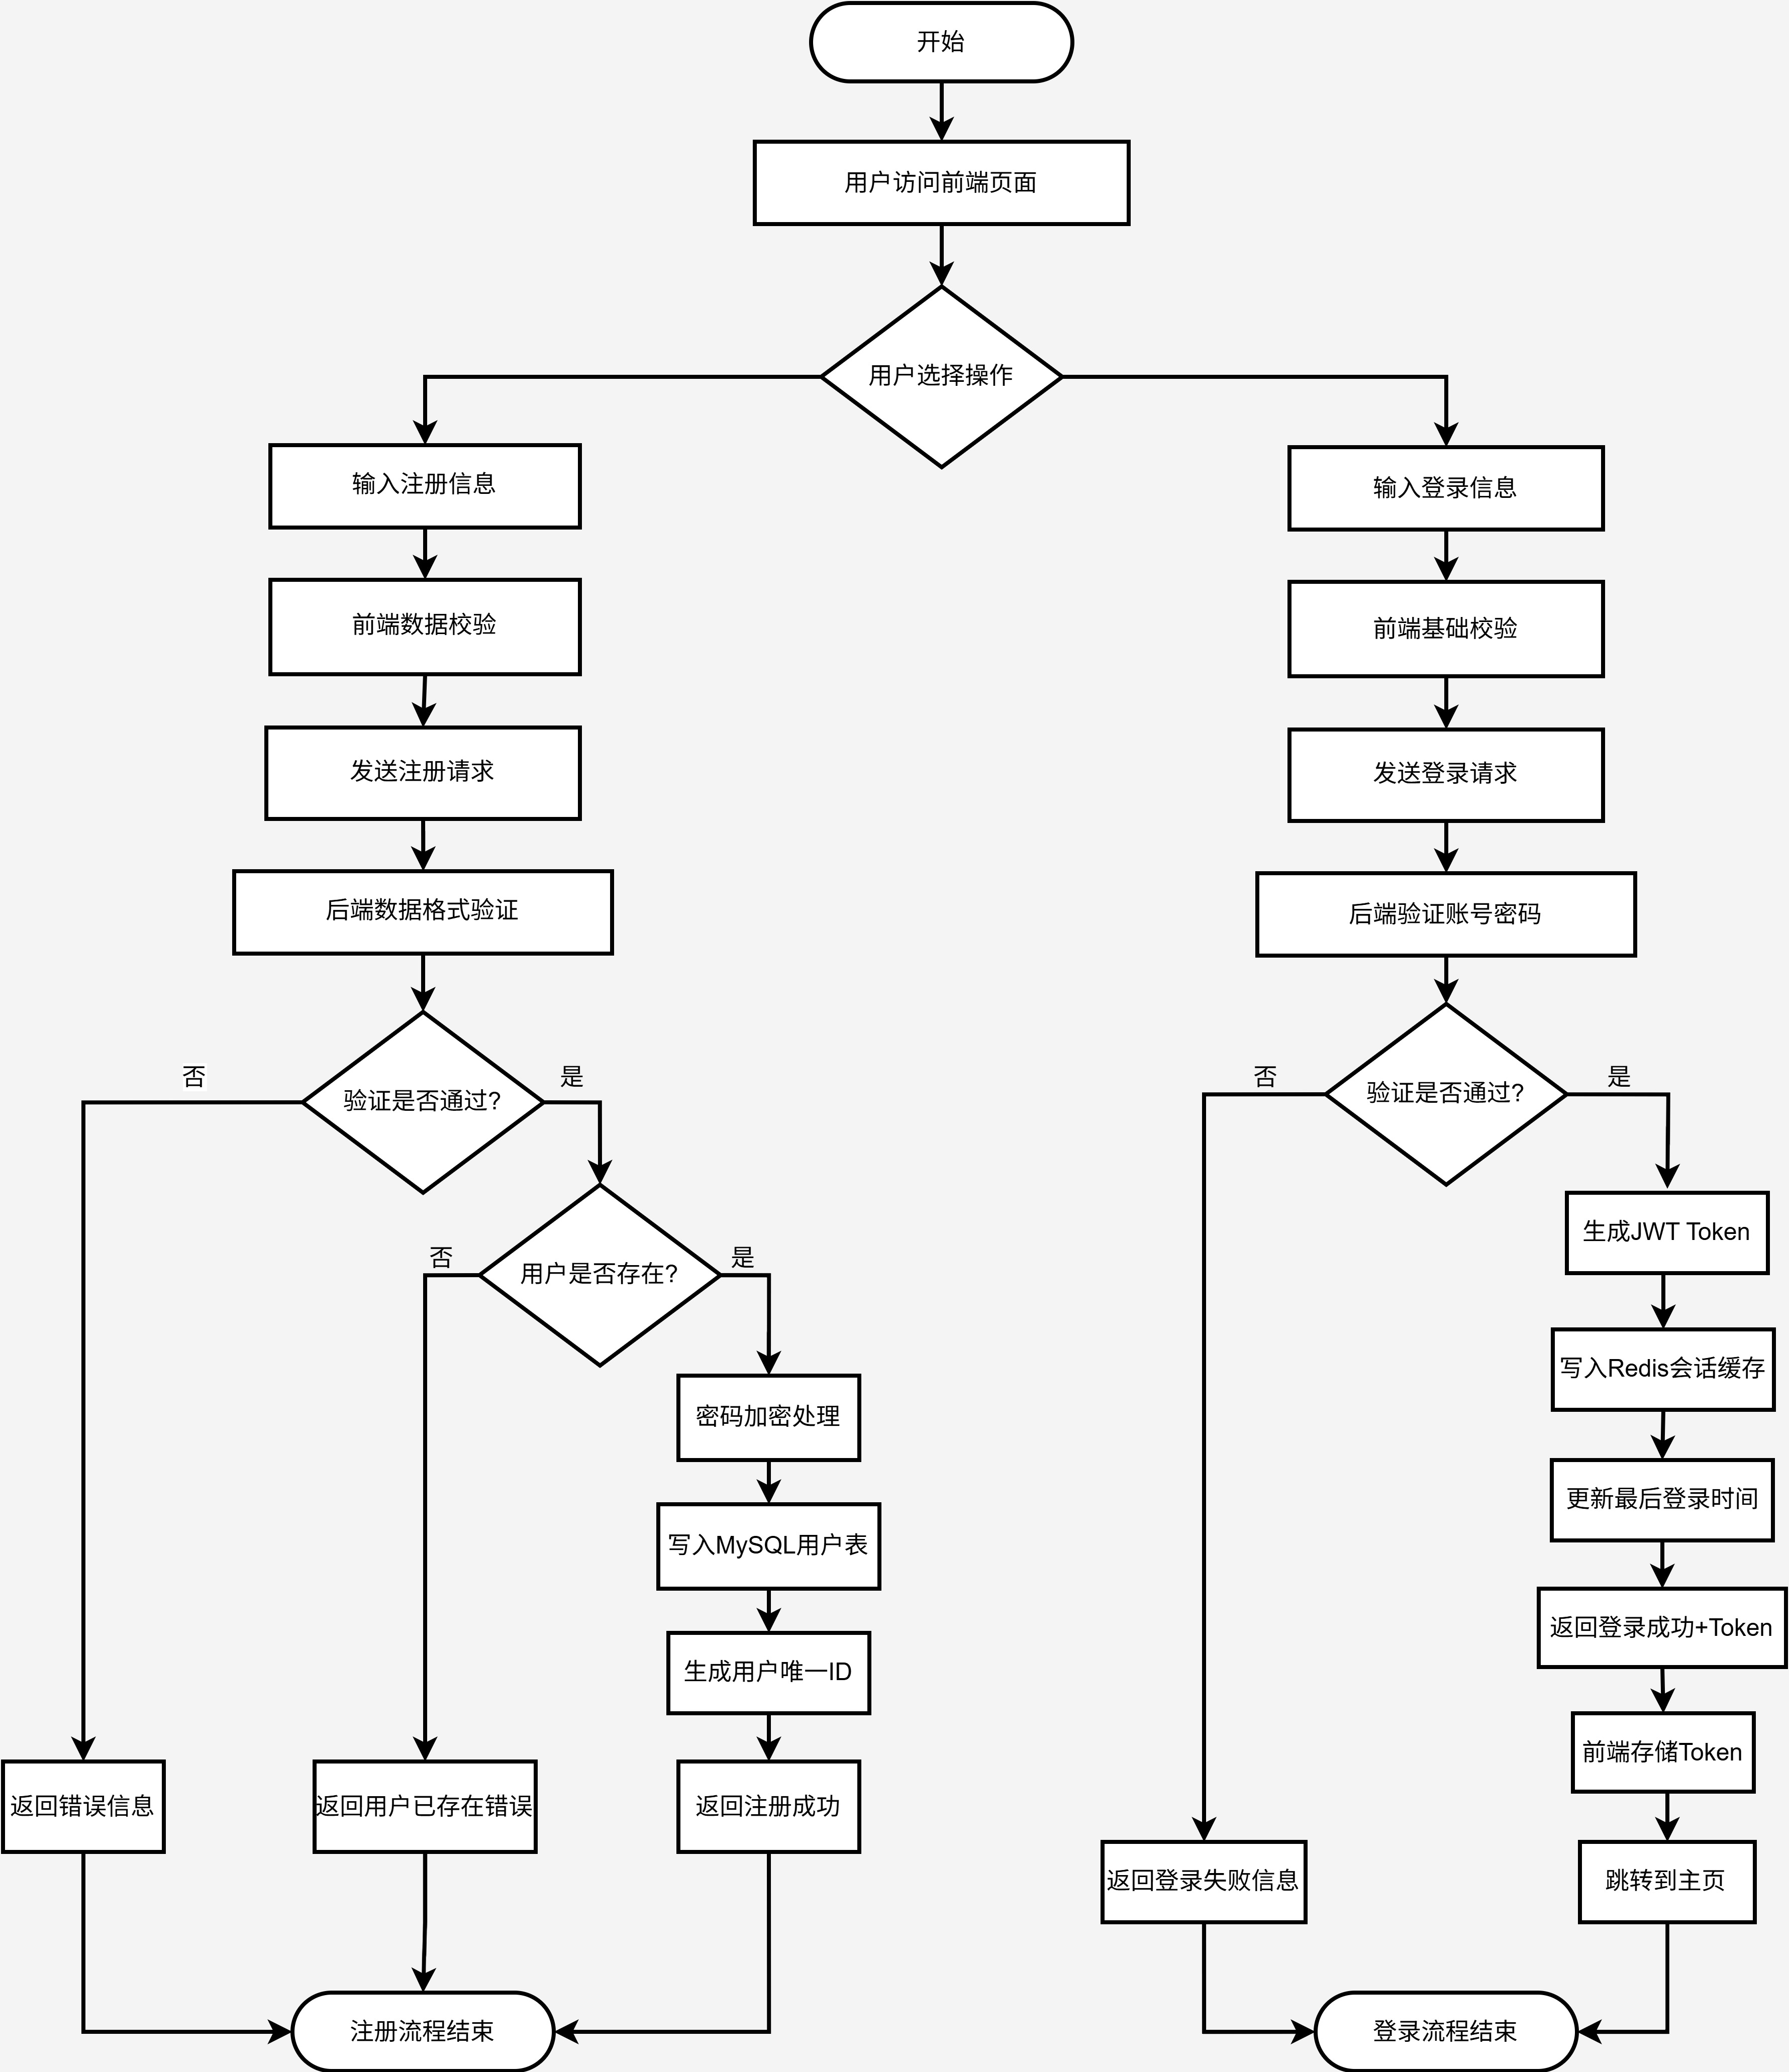 开始
用户访问前端页面
用户选择操作
输入注册信息
输入登录信息
前端数据校验
前端基础校验
发送注册请求
发送登录请求
后端数据格式验证
后端验证账号密码
否
验证是否通过?
是
否
验证是否通过?
是
否
用户是否存在?
是
生成JWT Token
写入Redis会话缓存
密码加密处理
更新最后登录时间
写入MySQL用户表
返回登录成功+Token
生成用户唯一ID
前端存储Token
返回错误信息
返回用户已存在错误
返回注册成功
返回登录失败信息
跳转到主页
注册流程结束
登录流程结束